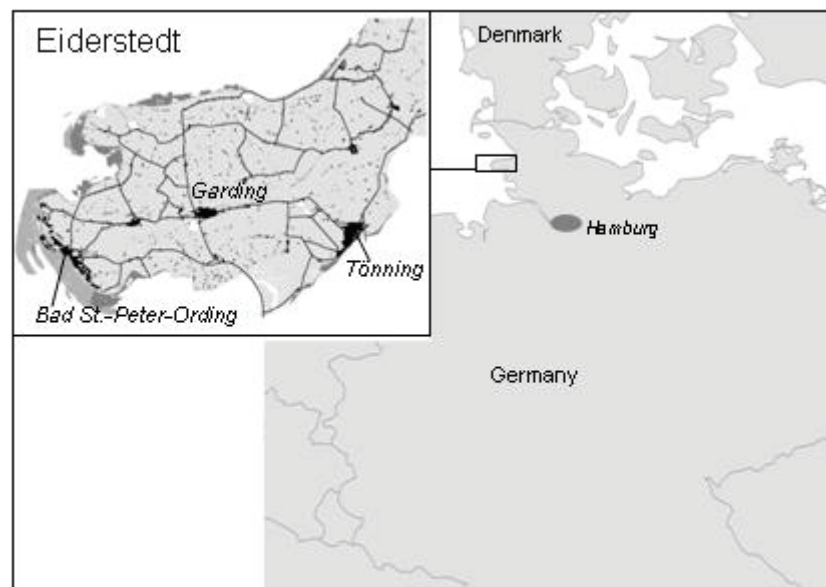 Eiderstedt
Denmark
Garding
Hamburg
Tönning
Bad St.-Peter-Ording
Germany